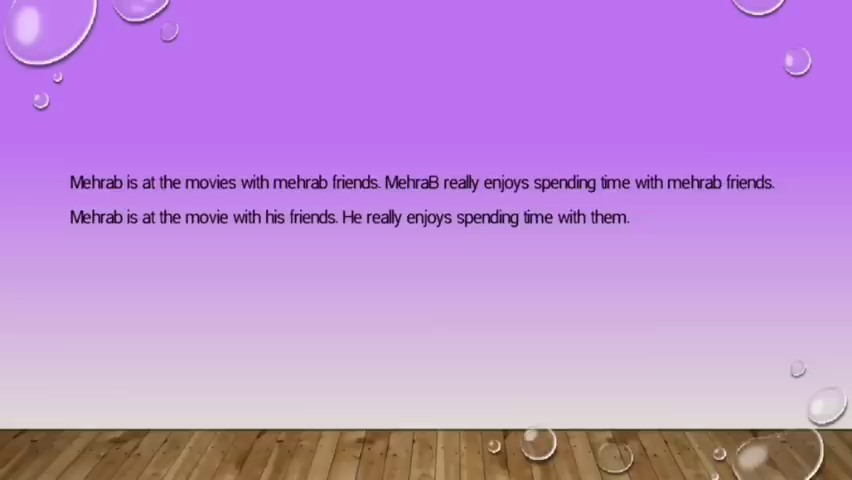 Mehrab is at the movies with mehrab friends. MehraB really enjoys spending time with mehrab friends.
Mehrab is at the movie with his friends. He really enjoys spending time with them.